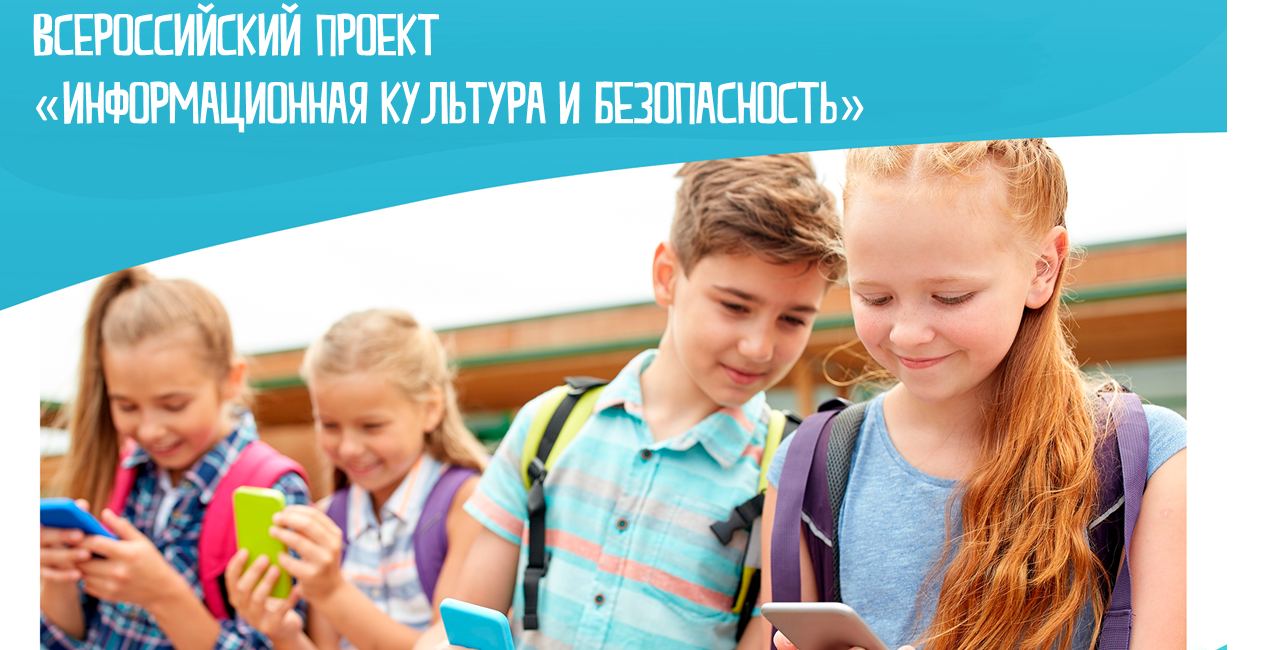 ВСЕРОССИЙСКИЙ ПРОЕКТ
«ИНФОРМАЦИОННАЯ КУЛЬТУРА И БЕЗОПАСНОСТЬ»